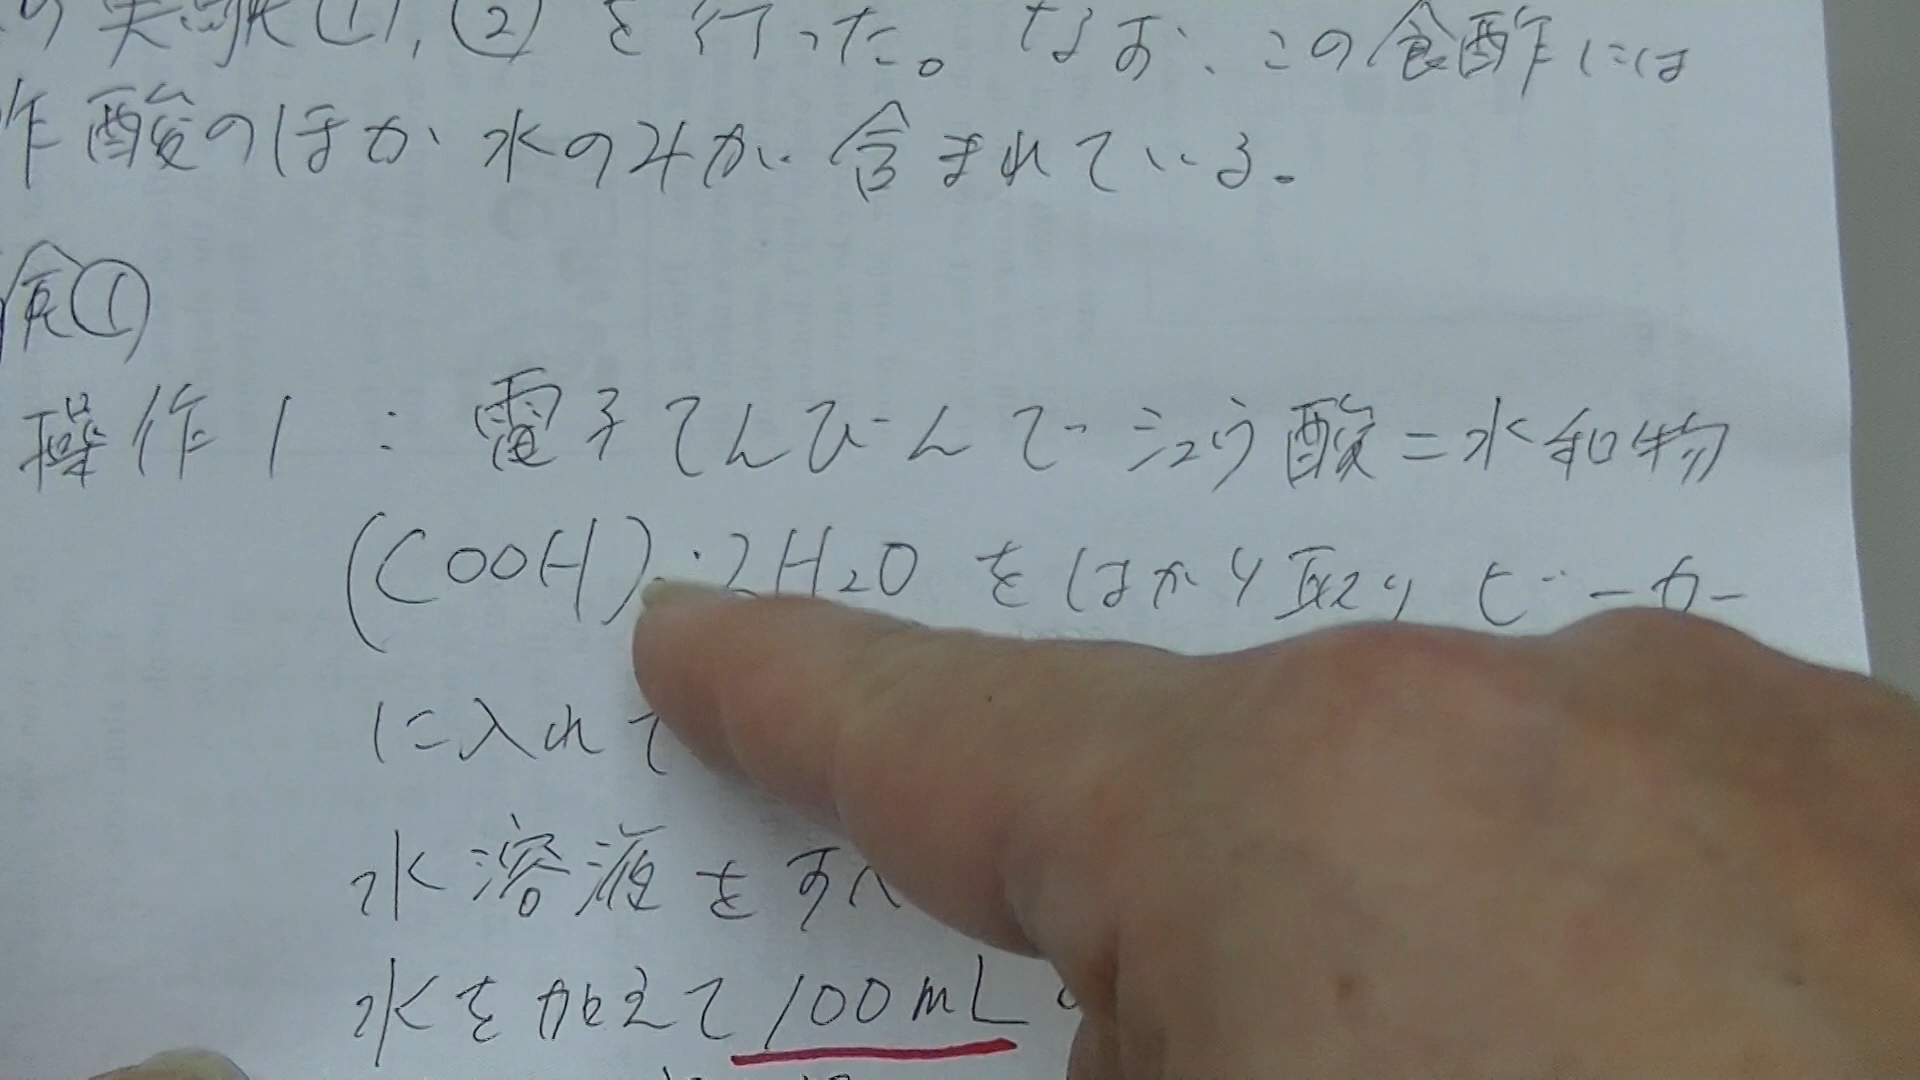 の実験①,②を行った。なお、この食酢には
酢酸のほか水のみが含まれている。
験①
操作1:電子てんびんでシュウ酸二水和物
(COOH)・2H2Oをはかり取りビーカー
に入れて
水溶液をすべ
水を加えて100mL